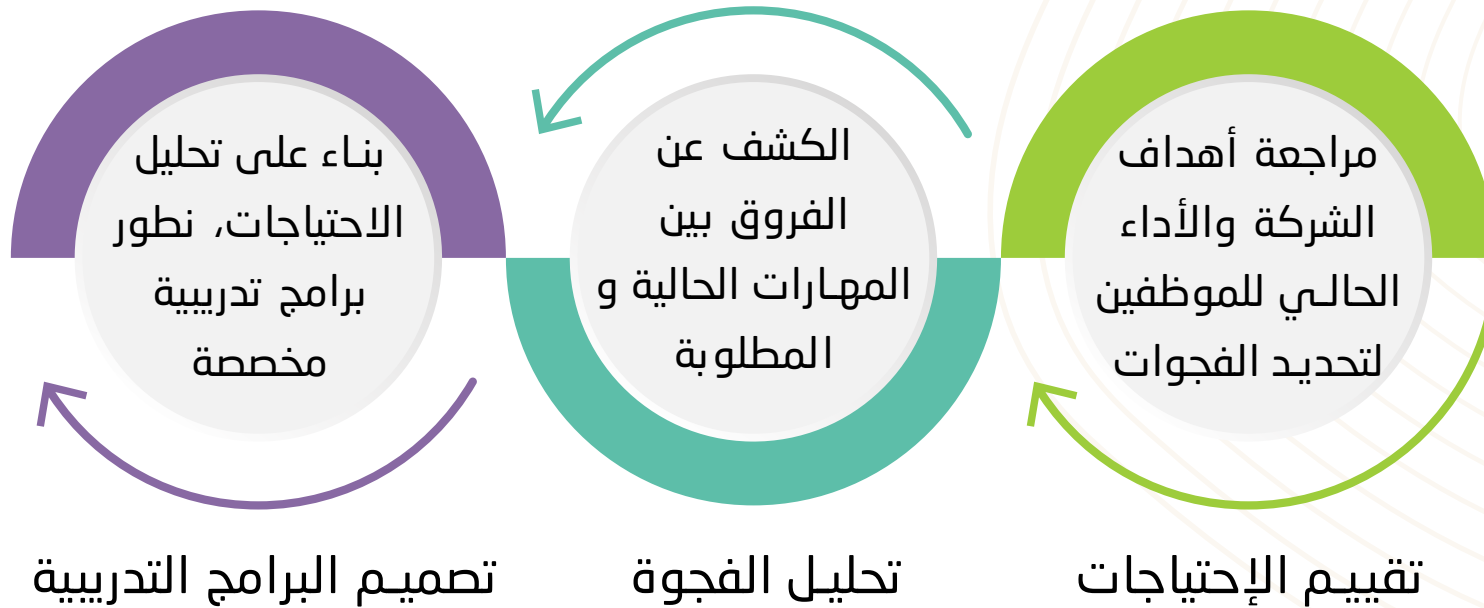 مراجعة أهداف
الشركة والأداء
الحالي للموظفين
لتحديد الفجوات
تقييم الإحتياجات
الكشف عن
الفروق بين
المهارات الحالية و
المطلوبة
تحليل الفجوة
بناء على تحليل
الاحتياجات، نطور
برامج تدريبية
مخصصة
تصميم البرامج التدريبية